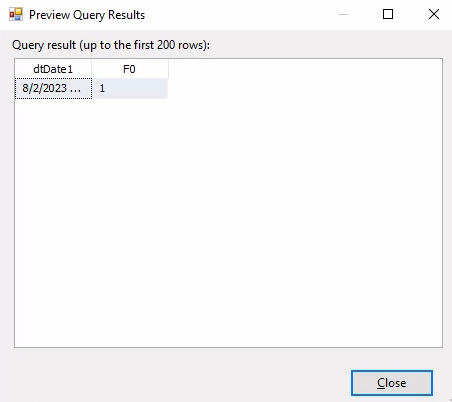 Preview Query Results
Query result (up to the first 200 rows):
dtDate1 F0
8/2/2023 ... 1
Close